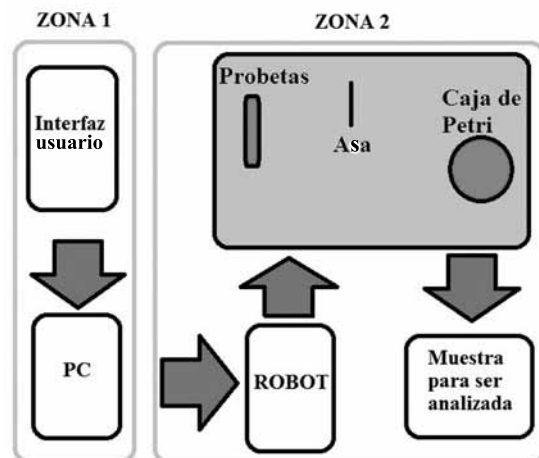 ZONA 1
Interfaz
usuario
PC
ZONA 2
Probetas
Asa
Caja de
Petri
ROBOT
Muestra
para ser
analizada